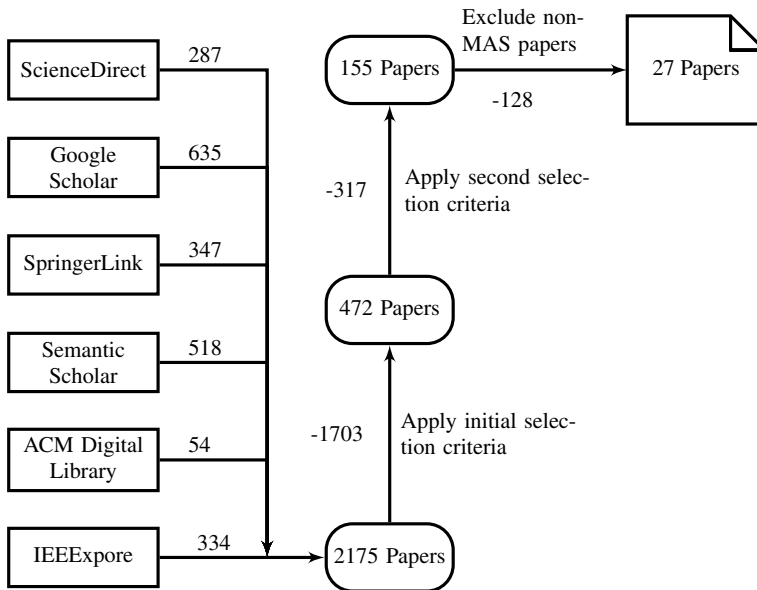 ScienceDirect
287
Google
Scholar
635
SpringerLink
347
Semantic
Scholar
518
ACM Digital
Library
54
IEEExpore
334
2175 Papers
-1703
Apply initial selec-
tion criteria
472 Papers
-317
Apply second selec-
tion criteria
155 Papers
Exclude non-
MAS papers
-128
27 Papers